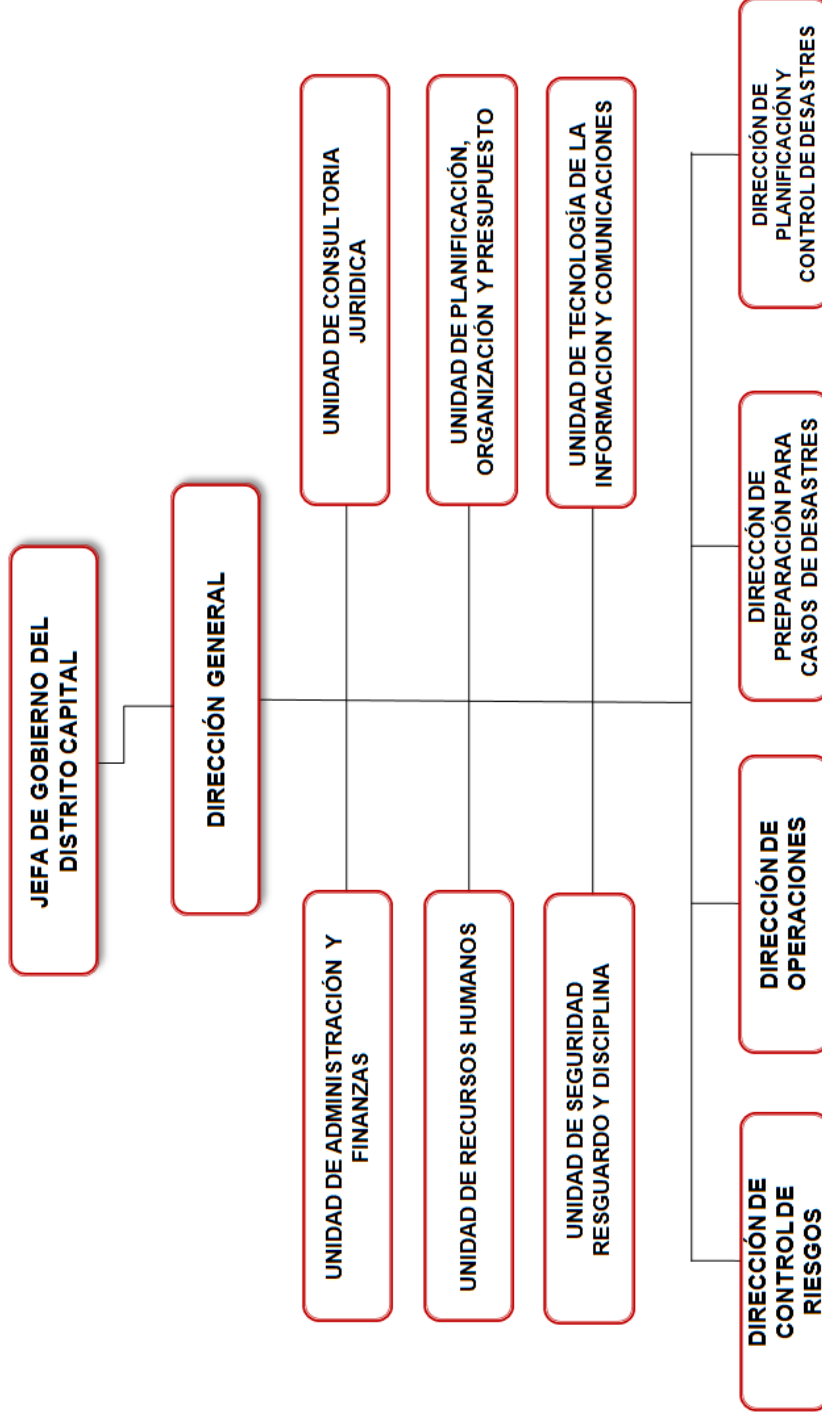 JEFA DE GOBIERNO DEL
DISTRITO CAPITAL
DIRECCIÓN GENERAL
UNIDAD DE ADMINISTRACIÓN Y
FINANZAS
UNIDAD DE CONSULTORIA
JURIDICA
UNIDAD DE RECURSOS HUMANOS
UNIDAD DE PLANIFICACIÓN,
ORGANIZACIÓN Y PRESUPUESTO
UNIDAD DE SEGURIDAD
RESGUARDO Y DISCIPLINA
UNIDAD DE TECNOLOGÍA DE LA
INFORMACION Y COMUNICACIONES
DIRECCIÓN DE
CONTROL DE
RIESGOS
DIRECCIÓN DE
OPERACIONES
DIRECCÓN DE
PREPARACIÓN PARA
CASOS DE DESASTRES
DIRECCIÓN DE
PLANIFICACIÓN Y
CONTROL DE DESASTRES